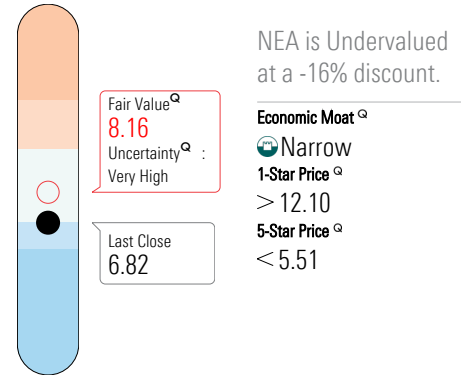 NEA is Undervalued
at a -16% discount.
Fair Value Q
8.16
Uncertainty Q :
Very High
Last Close
6.82
Economic Moat Q
Narrow
1-Star Price Q
> 12.10
5-Star Price Q
< 5.51